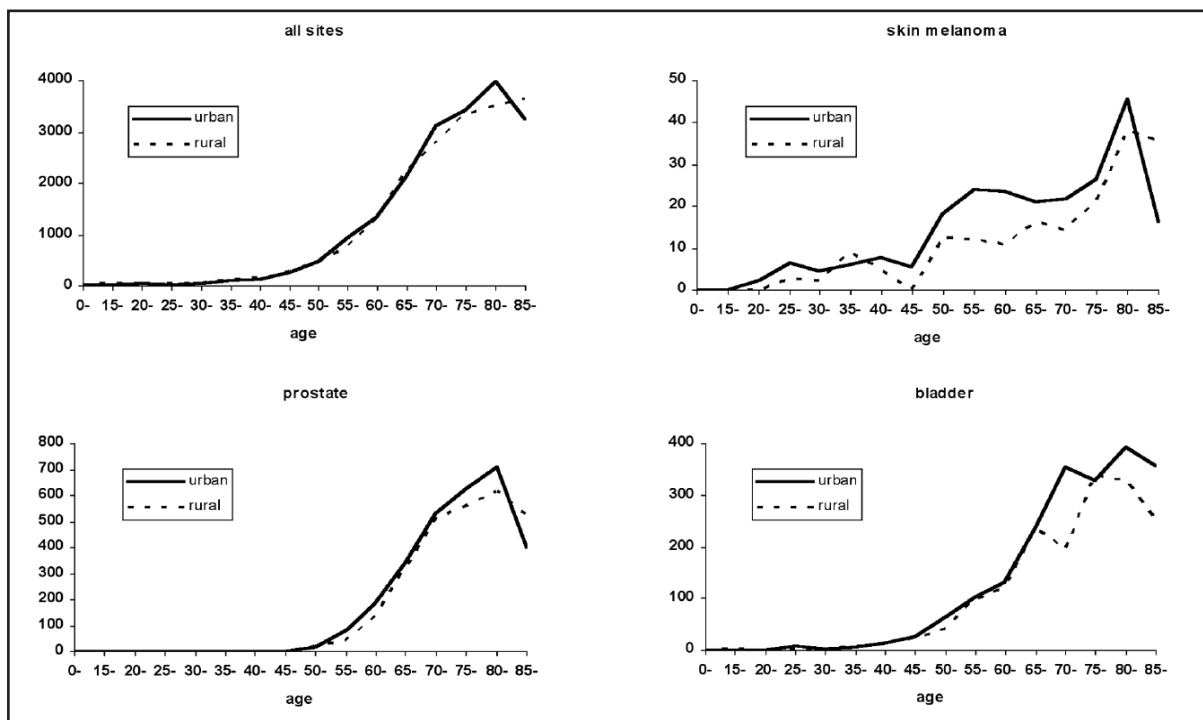 all sites
4000
3000
2000
1000
0
urban
rural
0- 15- 20- 25- 30- 35- 40- 45- 50- 55- 60- 65- 70- 75- 80- 85-
age
skin melanoma
50
40
30
20
10
0
urban
rural
0- 15- 20- 25- 30- 35- 40- 45- 50- 55- 60- 65- 70- 75- 80- 85-
age
prostate
800
700
600
500
400
300
200
100
0
urban
rural
0- 15- 20- 25- 30- 35- 40- 45- 50- 55- 60- 65- 70- 75- 80- 85-
age
bladder
400
300
200
100
0
urban
rural
0- 15- 20- 25- 30- 35- 40- 45- 50- 55- 60- 65- 70- 75- 80- 85-
age